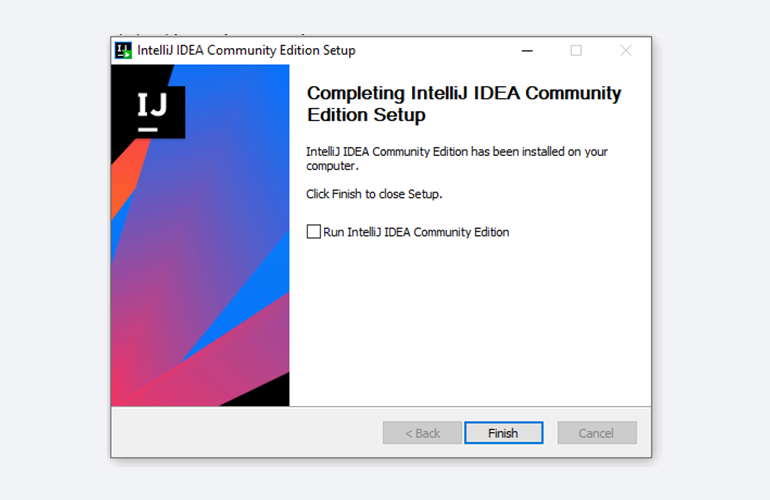 IntelliJ IDEA Community Edition Setup
IJ
Completing IntelliJ IDEA Community
Edition Setup
IntelliJ IDEA Community Edition has been installed on your
computer.
Click Finish to close Setup.
Run IntelliJ IDEA Community Edition
< Back
Finish
Cancel